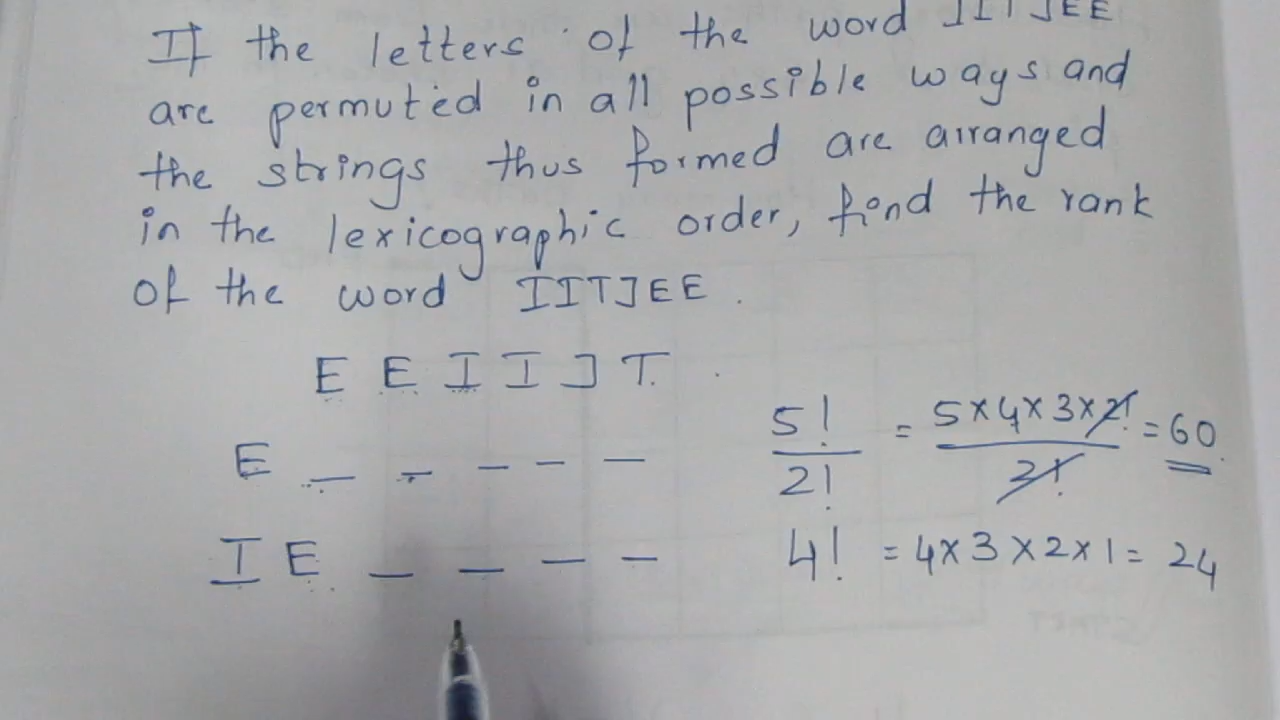 If the letters of the word IITJEE
are permuted in all possible ways and
the strings thus formed are arranged
in the lexicographic order, find the rank
of the word IITJEE.
E E I I J T.
E _ _ _ _ _ 5!/2! = 5×4×3×2!/2! = 60
I E _ _ _ _ 4! = 4×3×2×1 = 24